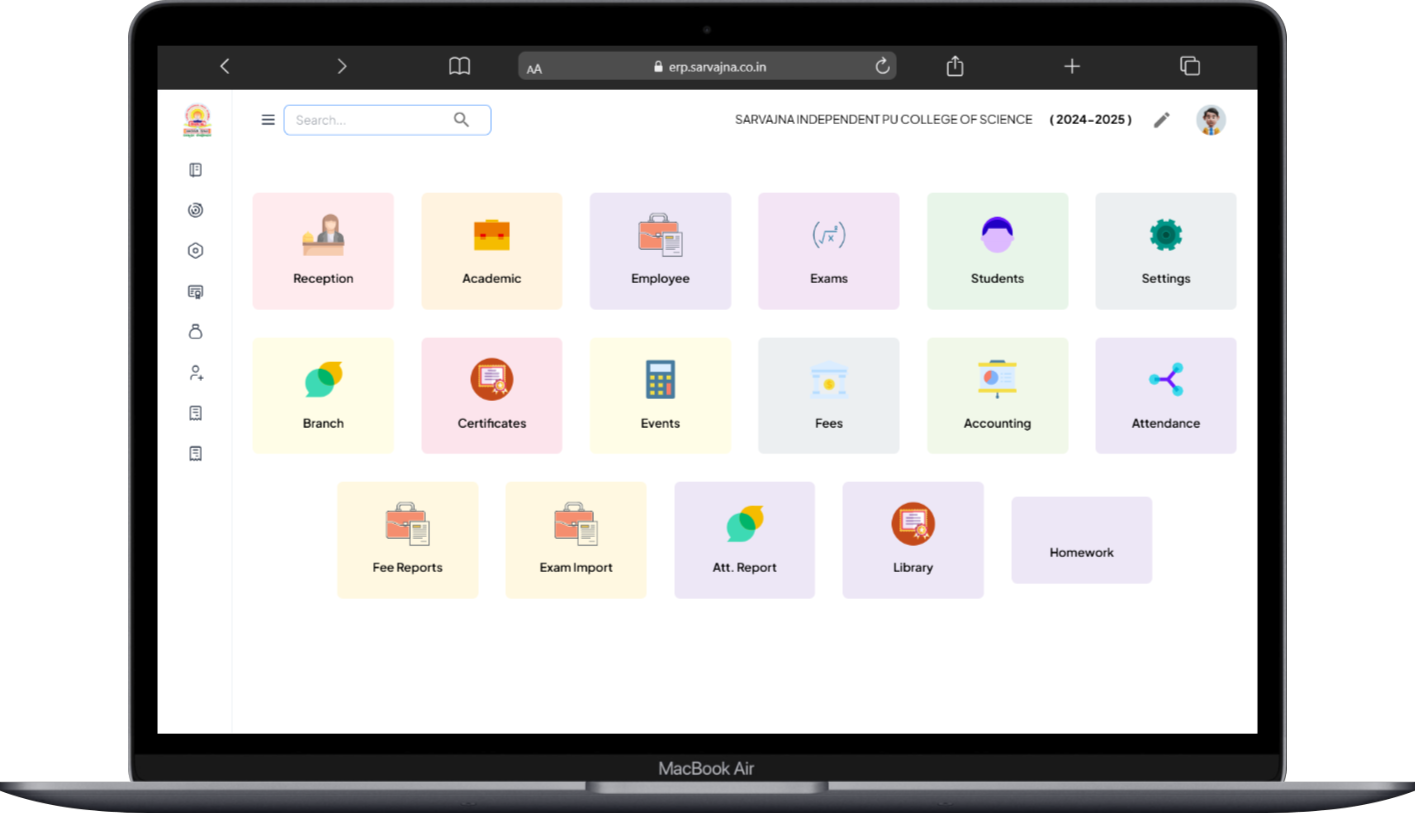 AA
erp.sarvajna.co.in
Search...
SARVAJNA INDEPENDENT PU COLLEGE OF SCIENCE (2024-2025)
Reception
Academic
Employee
Exams
Students
Settings
Branch
Certificates
Events
Fees
Accounting
Attendance
Fee Reports
Exam Import
Att. Report
Library
Homework
MacBook Air